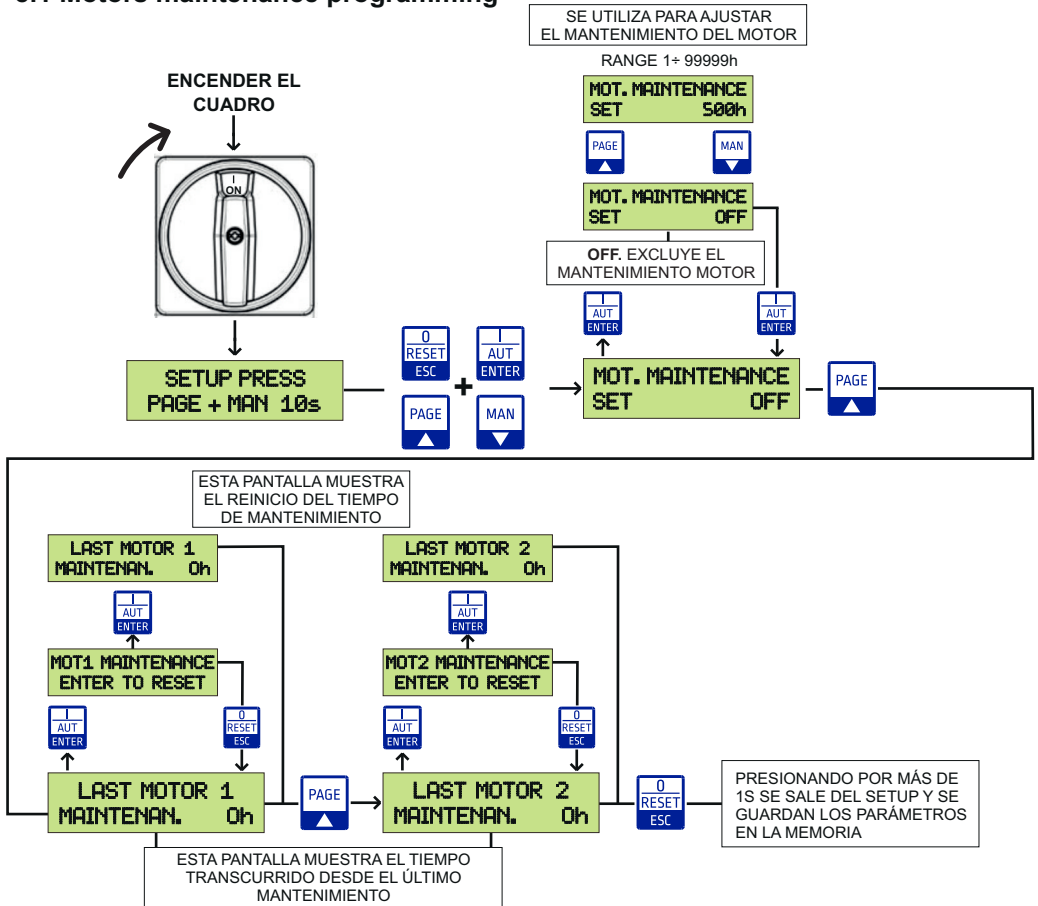 SE UTILIZA PARA AJUSTAR
EL MANTENIMIENTO DEL MOTOR
RANGE 1÷ 99999h
MOT. MAINTENANCE
SET 500h
PAGE
MAN
MOT. MAINTENANCE
SET OFF
OFF. EXCLUYE EL
MANTENIMIENTO MOTOR
I
AUT
ENTER
I
AUT
ENTER
ENCENDER EL
CUADRO
I
ON
SETUP PRESS
PAGE + MAN 10s
0
RESET
ESC
+
I
AUT
ENTER
PAGE
MAN
MOT. MAINTENANCE
SET OFF
PAGE
ESTA PANTALLA MUESTRA
EL REINICIO DEL TIEMPO
DE MANTENIMIENTO
LAST MOTOR 1
MAINTENAN. 0h
I
AUT
ENTER
MOT1 MAINTENANCE
ENTER TO RESET
I
AUT
ENTER
0
RESET
ESC
LAST MOTOR 1
MAINTENAN. 0h
PAGE
LAST MOTOR 2
MAINTENAN. 0h
I
AUT
ENTER
MOT2 MAINTENANCE
ENTER TO RESET
I
AUT
ENTER
0
RESET
ESC
LAST MOTOR 2
MAINTENAN. 0h
0
RESET
ESC
PRESIONANDO POR MÁS DE
1S SE SALE DEL SETUP Y SE
GUARDAN LOS PARÁMETROS
EN LA MEMORIA
ESTA PANTALLA MUESTRA EL TIEMPO
TRANSCURRIDO DESDE EL ÚLTIMO
MANTENIMIENTO